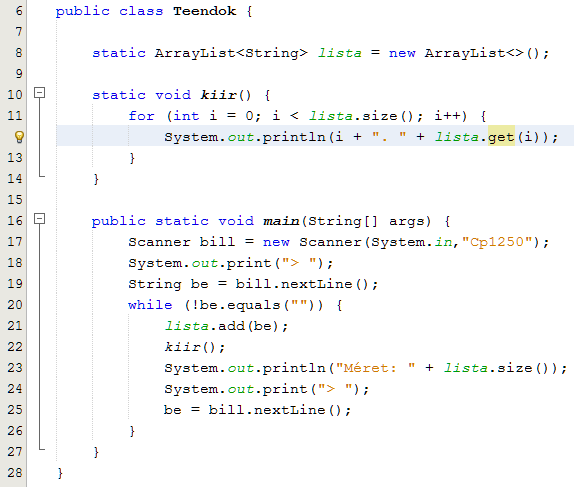 6 public class Teendok {
7
8     static ArrayList<String> lista = new ArrayList<>();
9
10     static void kiir() {
11         for (int i = 0; i < lista.size(); i++) {
            System.out.println(i + ". " + lista.get(i));
13         }
14     }
15
16     public static void main(String[] args) {
17         Scanner bill = new Scanner(System.in,"Cp1250");
18         System.out.print("> ");
19         String be = bill.nextLine();
20         while (!be.equals("")) {
21             lista.add(be);
22             kiir();
23             System.out.println("Méret: " + lista.size());
24             System.out.print("> ");
25             be = bill.nextLine();
26         }
27     }
28 }